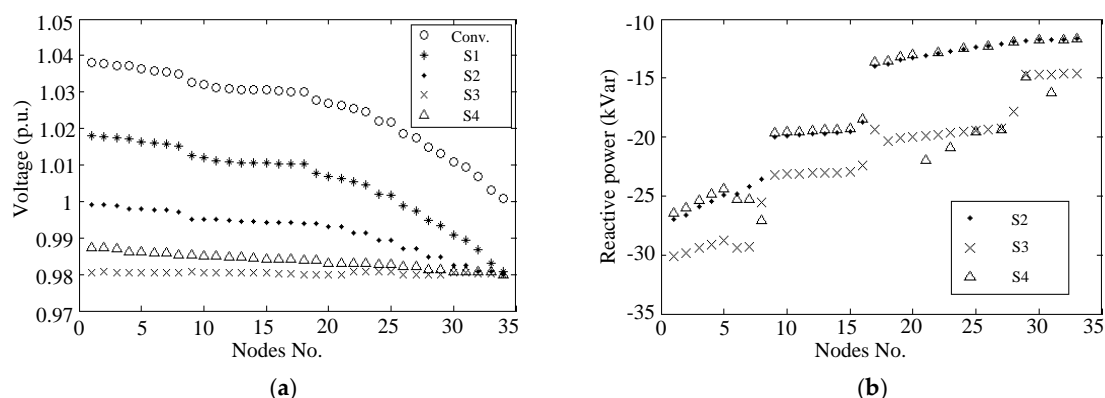 1.05
1.04
1.03
1.02
1.01
1
0.99
0.98
0.97
Voltage (p.u.)
0 5 10 15 20 25 30 35
Nodes No.
Conv.
S1
S2
S3
S4
(a)
-10
-15
-20
-25
-30
-35
Reactive power (kVar)
0 5 10 15 20 25 30 35
Nodes No.
S2
S3
S4
(b)